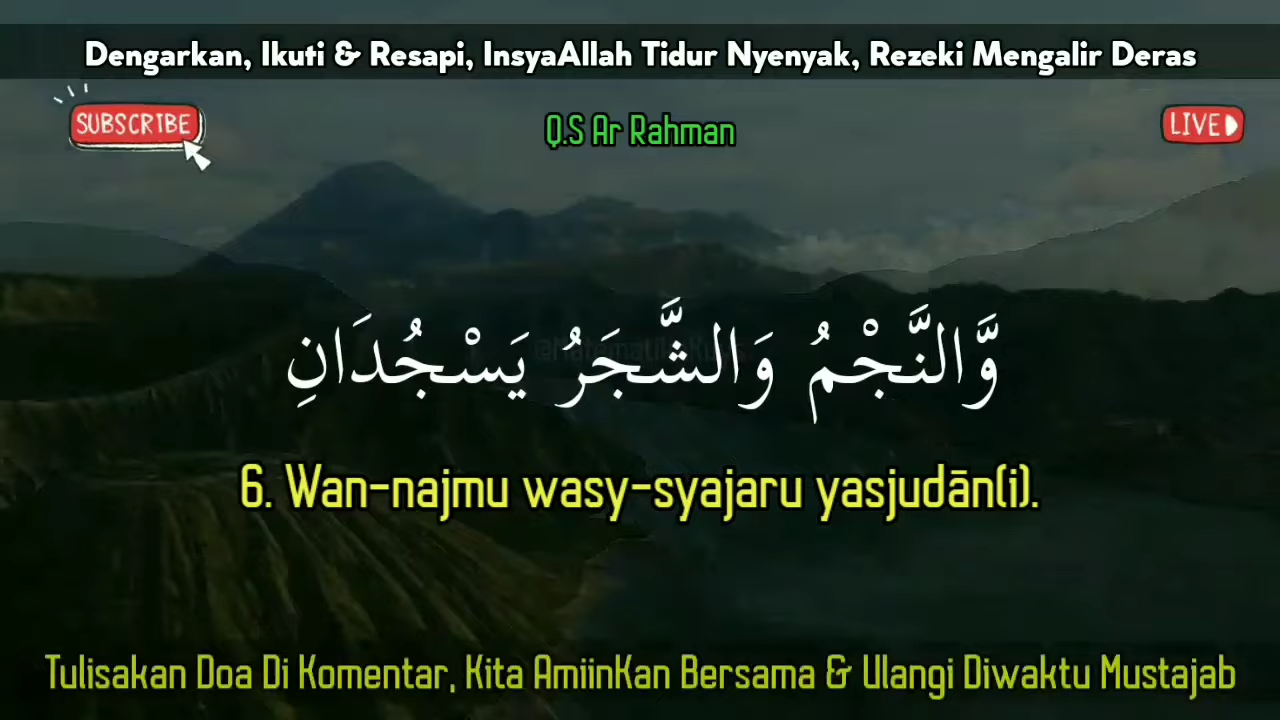 Dengarkan, Ikuti & Resapi, InsyaAllah Tidur Nyenyak, Rezeki Mengalir Deras
SUBSCRIBE
Q.S Ar Rahman
LIVE
وَّالنَّجْمُ وَالشَّجَرُ يَسْجُدَانِ
6. Wan-najmu wasy-syajaru yasjudān(i).
Tulisakan Doa Di Komentar, Kita AmiinKan Bersama & Ulangi Diwaktu Mustajab